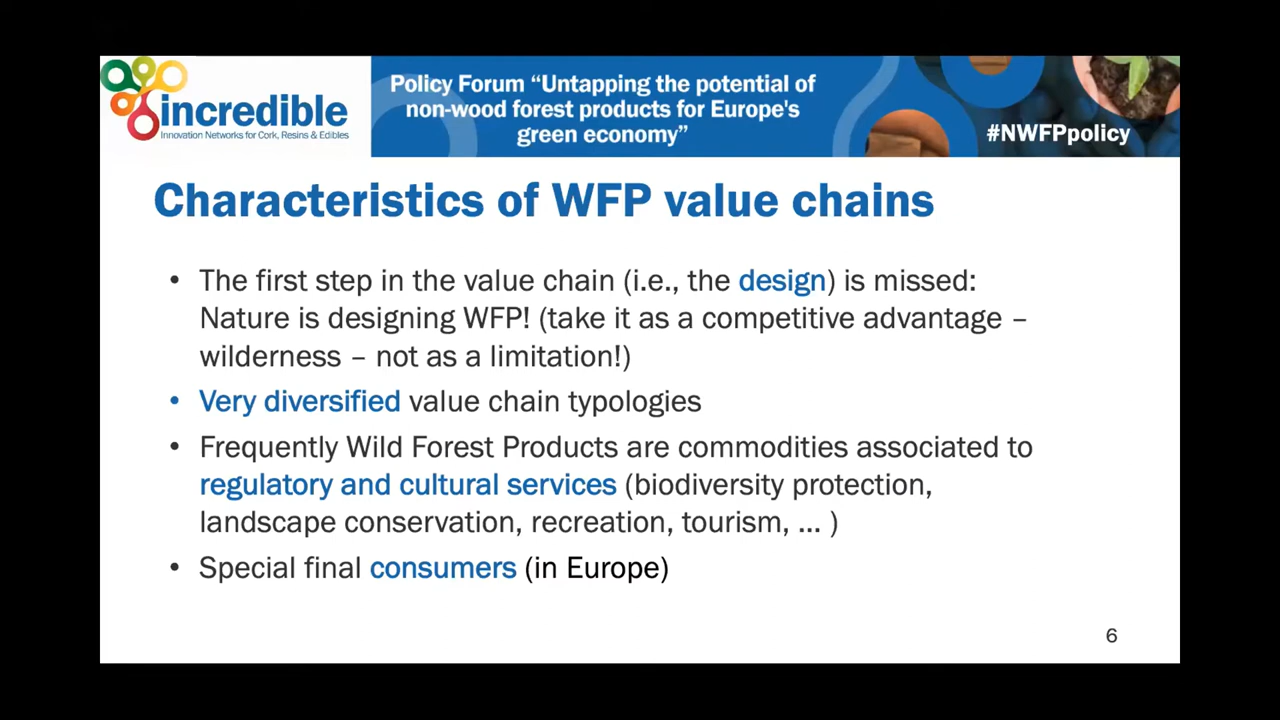 incredible
Innovation Networks for Cork, Resins & Edibles
Policy Forum “Untapping the potential of
non-wood forest products for Europe's
green economy”
#NWFPpolicy
Characteristics of WFP value chains
• The first step in the value chain (i.e., the design) is missed:
Nature is designing WFP! (take it as a competitive advantage –
wilderness – not as a limitation!)
• Very diversified value chain typologies
• Frequently Wild Forest Products are commodities associated to
regulatory and cultural services (biodiversity protection,
landscape conservation, recreation, tourism, ... )
• Special final consumers (in Europe)
6